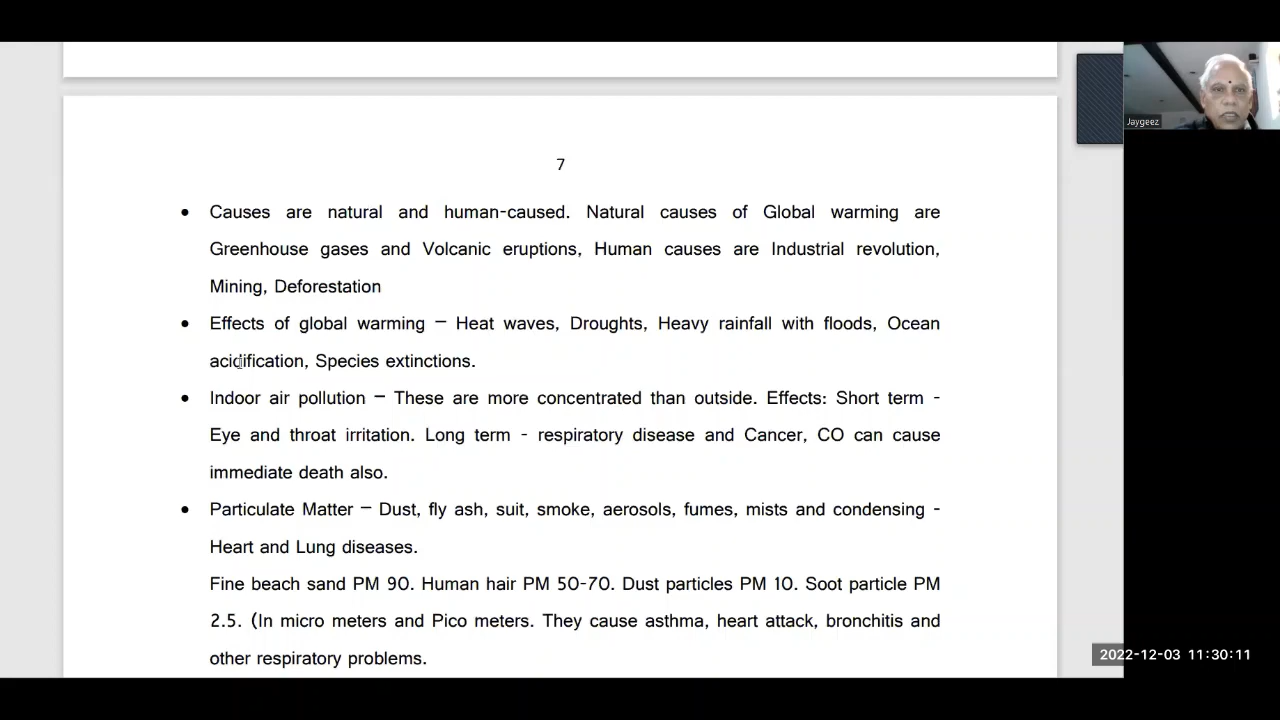 Jaygeez
7
• Causes are natural and human-caused. Natural causes of Global warming are
Greenhouse gases and Volcanic eruptions, Human causes are Industrial revolution,
Mining, Deforestation
• Effects of global warming – Heat waves, Droughts, Heavy rainfall with floods, Ocean
acidification, Species extinctions.
• Indoor air pollution – These are more concentrated than outside. Effects: Short term -
Eye and throat irritation. Long term - respiratory disease and Cancer, CO can cause
immediate death also.
• Particulate Matter – Dust, fly ash, suit, smoke, aerosols, fumes, mists and condensing -
Heart and Lung diseases.
Fine beach sand PM 90. Human hair PM 50-70. Dust particles PM 10. Soot particle PM
2.5. (In micro meters and Pico meters. They cause asthma, heart attack, bronchitis and
other respiratory problems.
2022-12-03 11:30:11